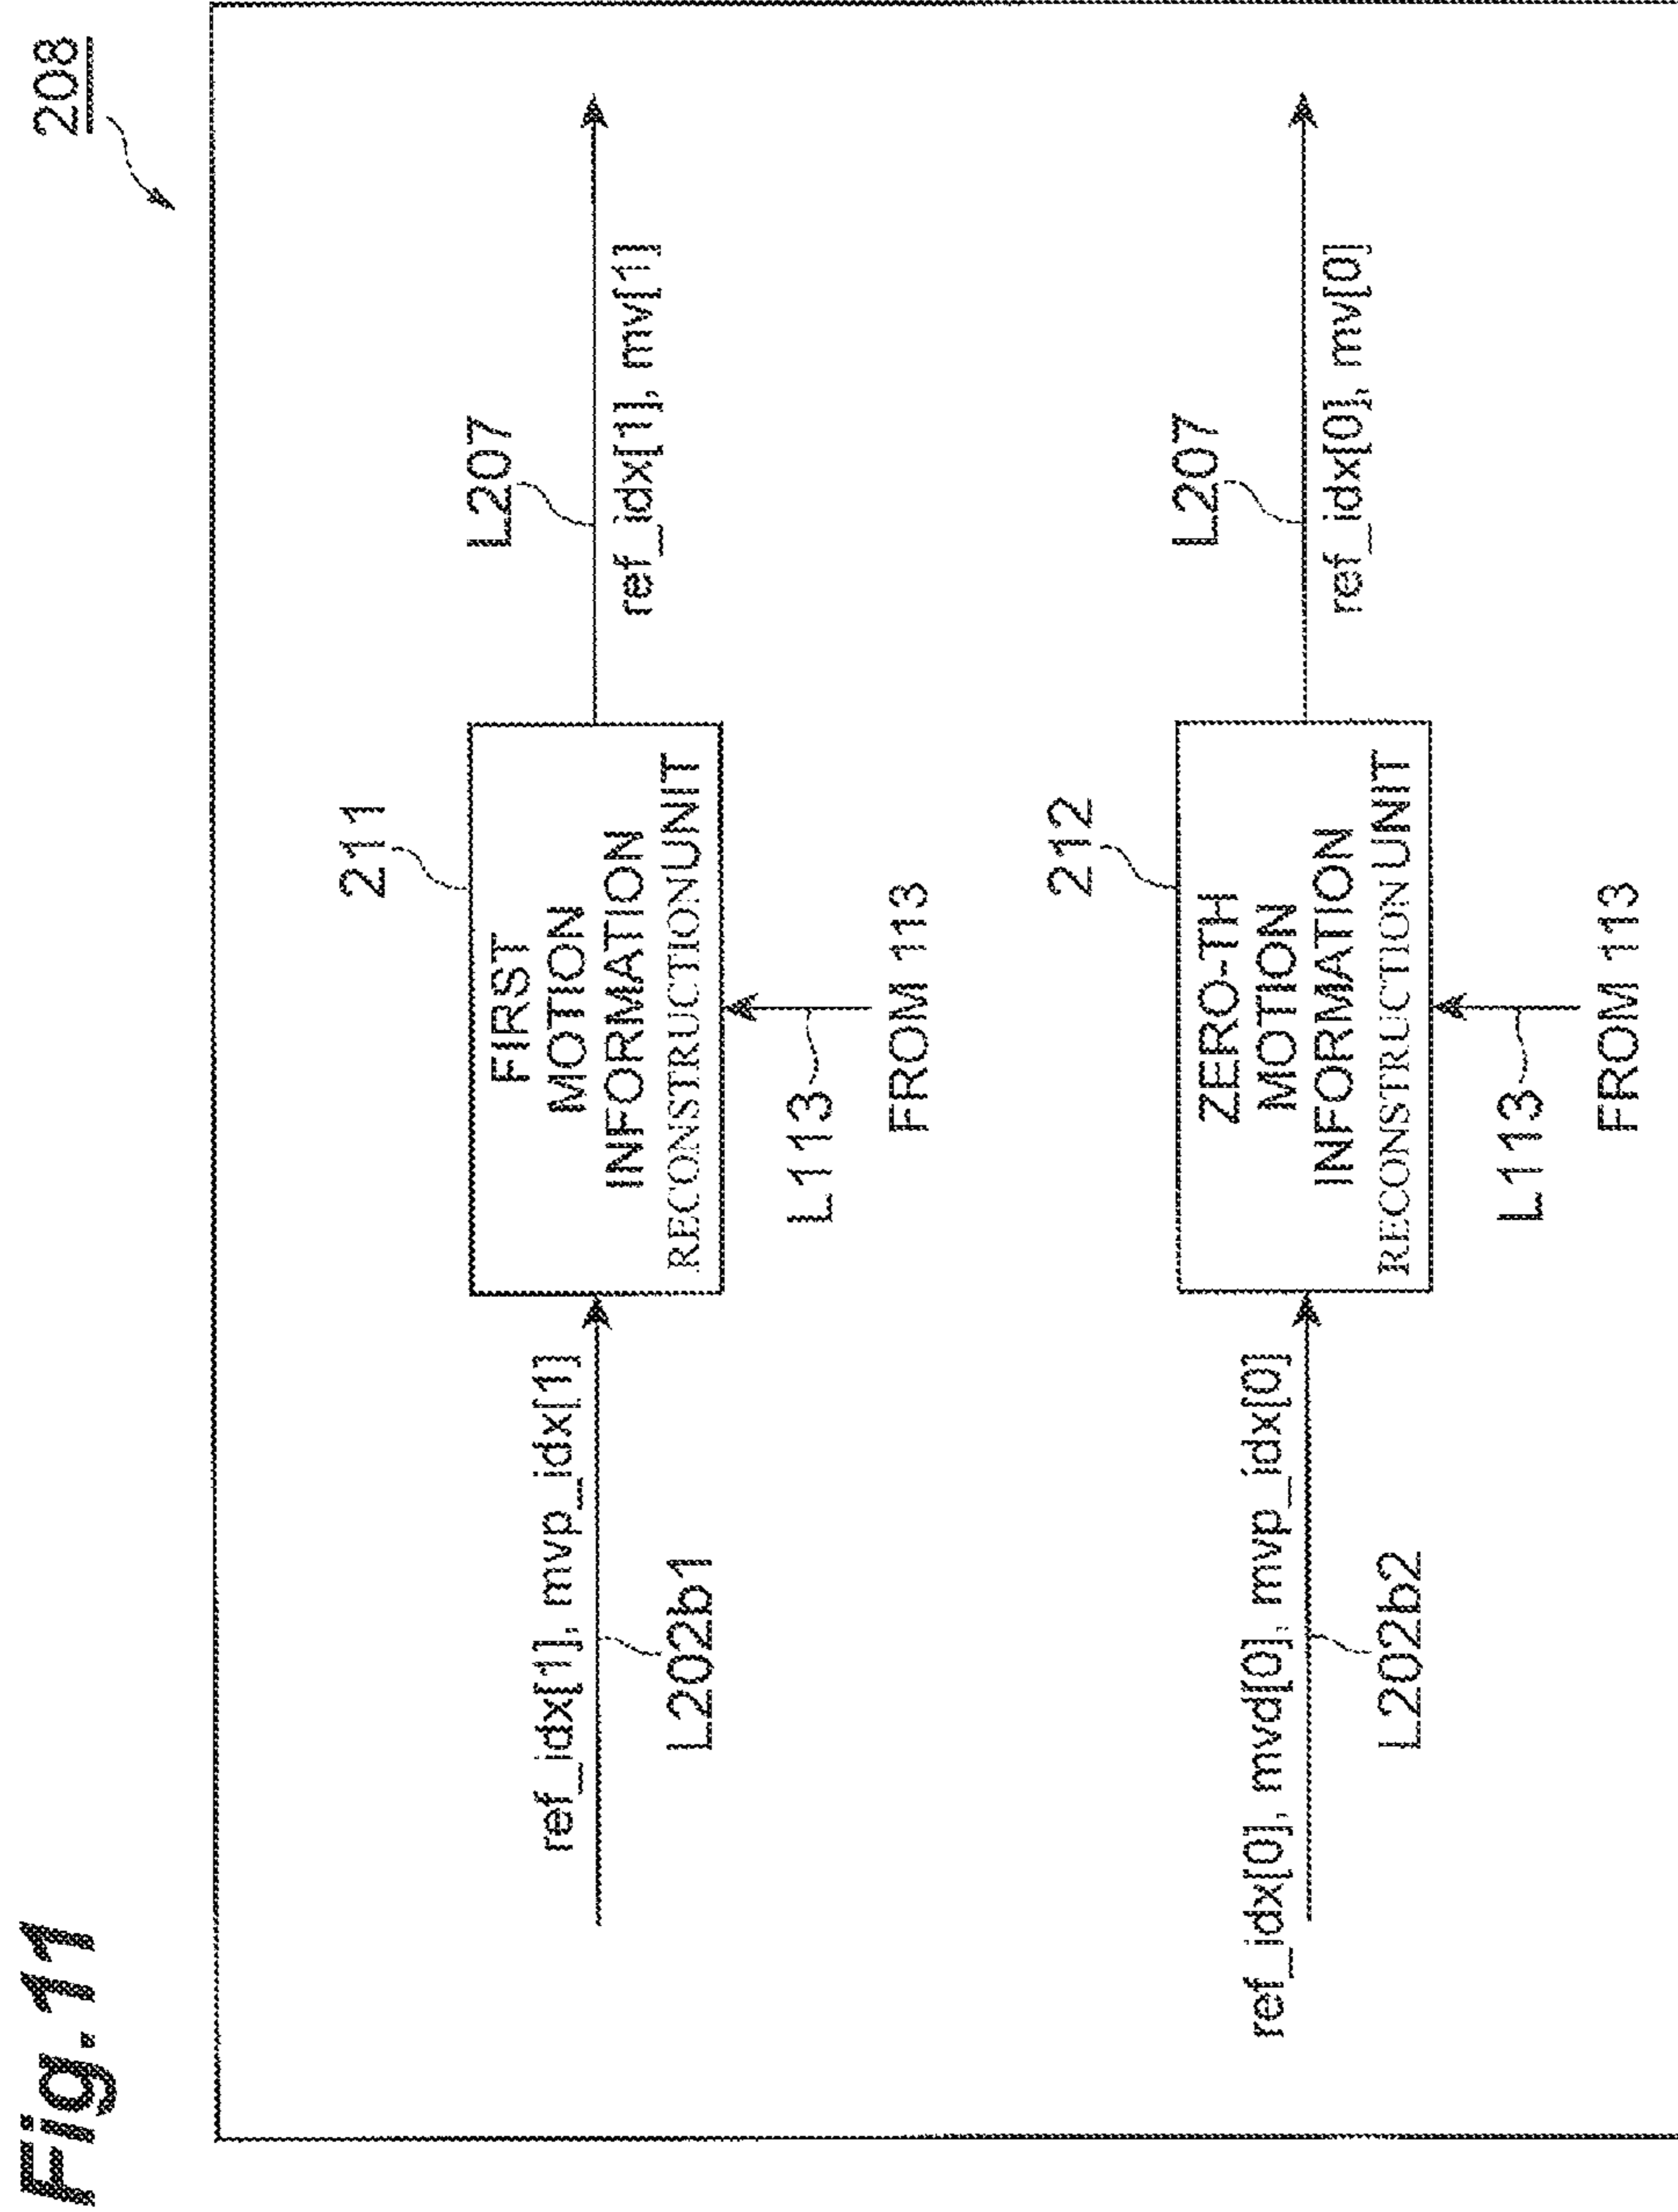 Fig.11
208
211
L207
ref_idx[1], mvp_idx[1]
FIRST
MOTION
INFORMATION
RECONSTRUCTION UNIT
ref_idx[1], mv[1]
L202b1
L113
FROM 113
212
L207
ref_idx[0], mvd[0], mvp_idx[0]
ZERO-TH
MOTION
INFORMATION
RECONSTRUCTION UNIT
ref_idx[0], mv[0]
L202b2
L113
FROM 113